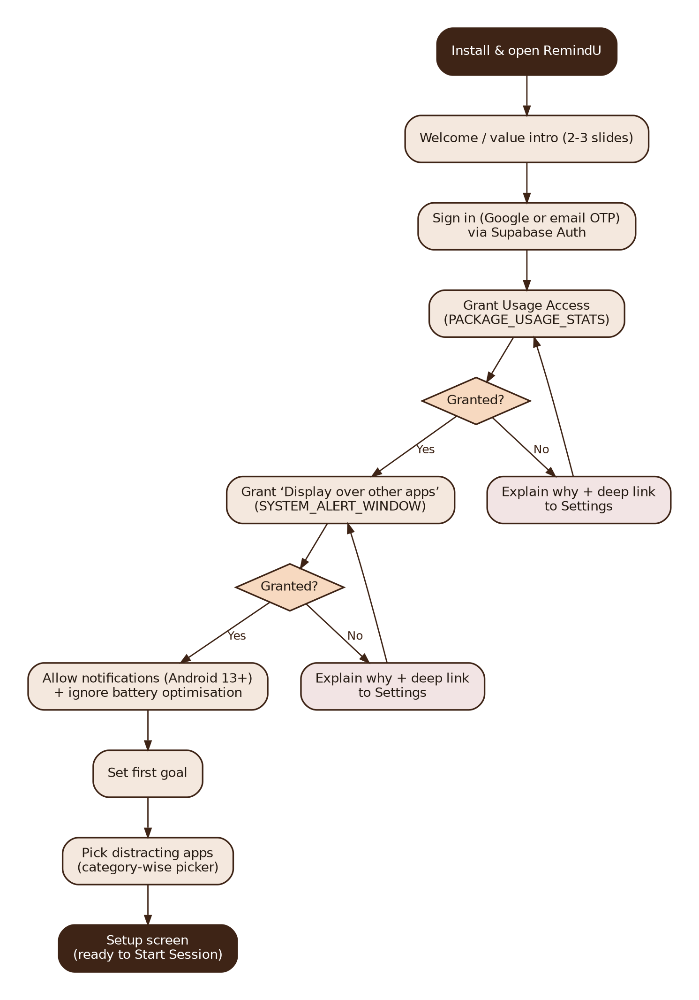 Install & open RemindU
Welcome / value intro (2-3 slides)
Sign in (Google or email OTP)
via Supabase Auth
Grant Usage Access
(PACKAGE_USAGE_STATS)
Granted?
Yes
No
Grant ‘Display over other apps’
(SYSTEM_ALERT_WINDOW)
Explain why + deep link
to Settings
Granted?
Yes
No
Allow notifications (Android 13+)
+ ignore battery optimisation
Explain why + deep link
to Settings
Set first goal
Pick distracting apps
(category-wise picker)
Setup screen
(ready to Start Session)